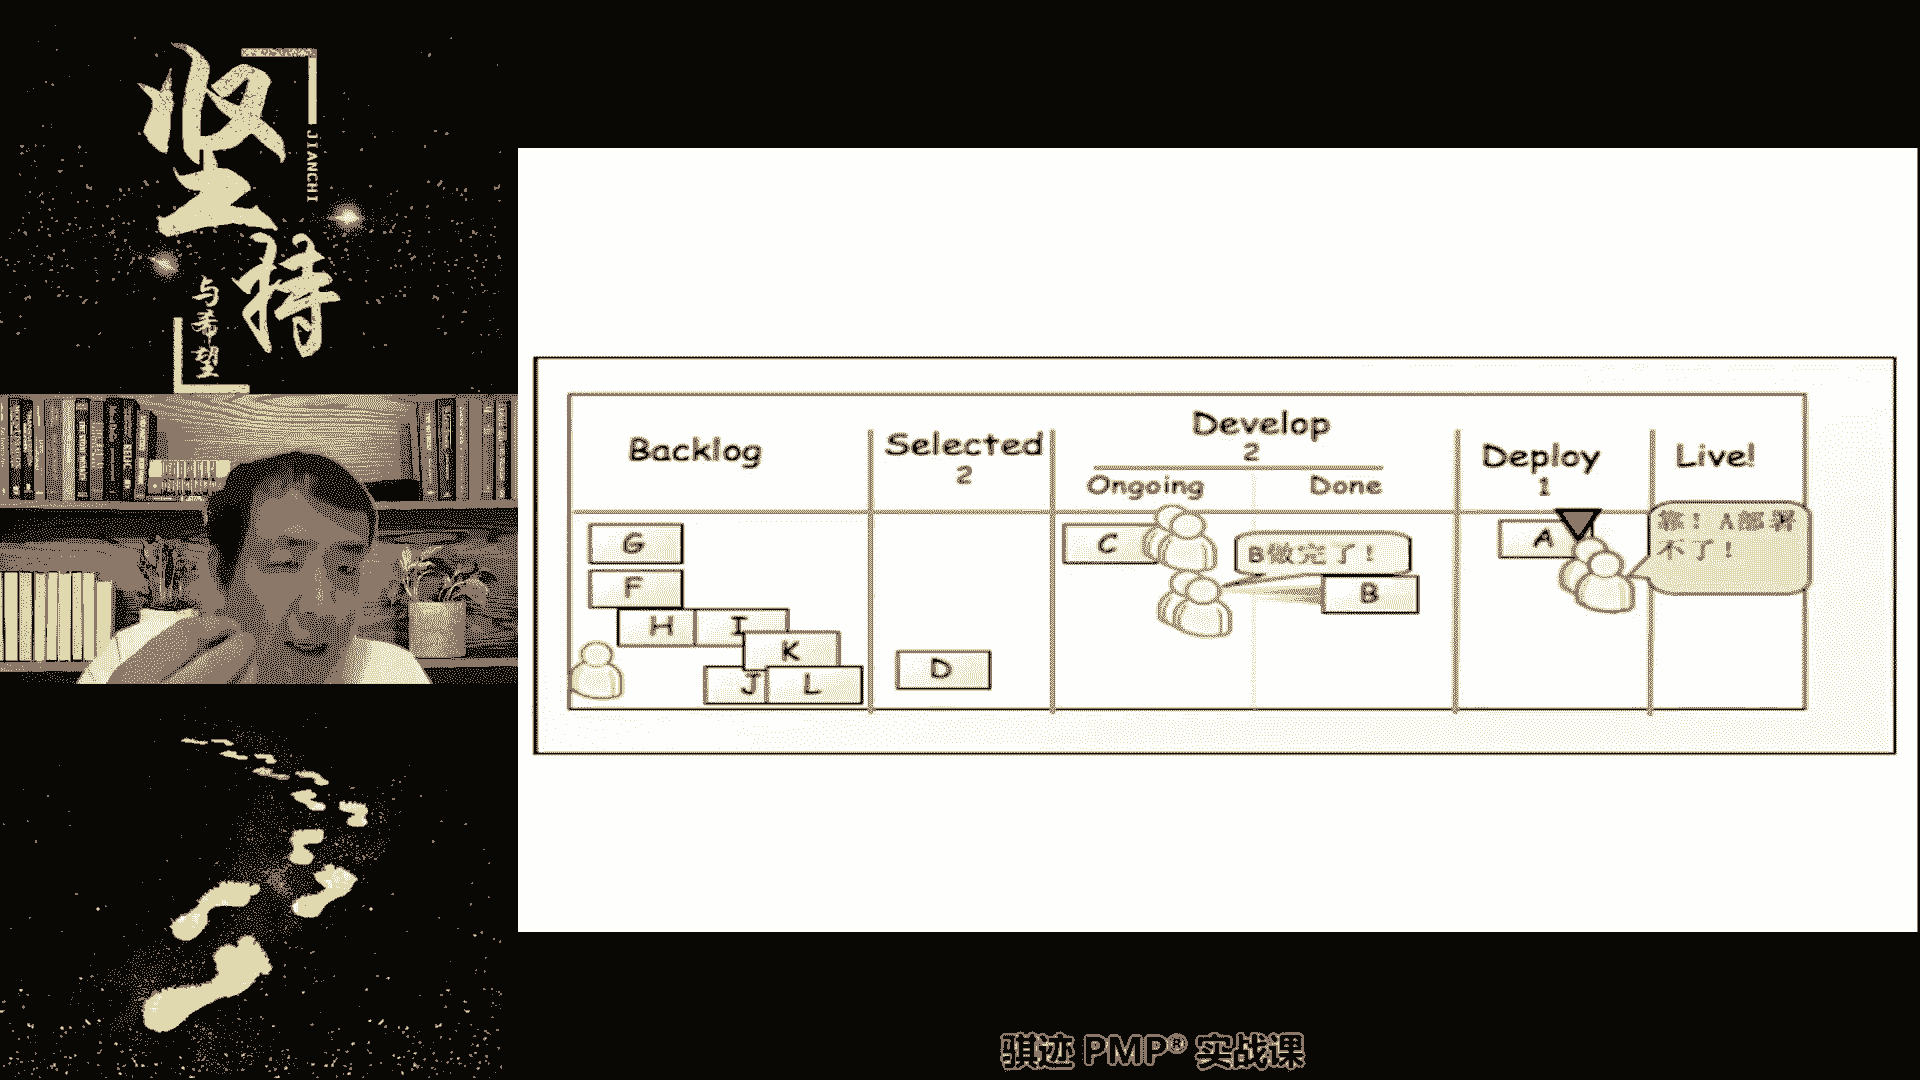 坚持
JIANCHI
与希望
Backlog
Selected
2
Develop
2
Ongoing
Done
Deploy
1
Live!
G
F
H
I
K
J
L
D
C
B做完了!
B
A
靠! A部署
不了!
骐迹 PMP® 实战课